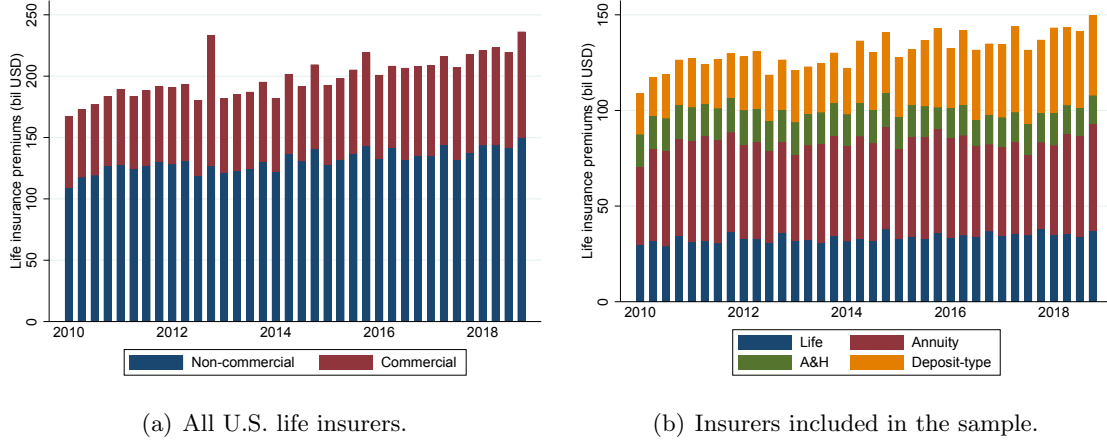 Life insurance premiums (bil USD)
250
200
150
100
50
0
2010 2012 2014 2016 2018
Non-commercial Commercial
(a) All U.S. life insurers.
Life insurance premiums (bil USD)
150
100
50
0
2010 2012 2014 2016 2018
Life Annuity
A&H Deposit-type
(b) Insurers included in the sample.